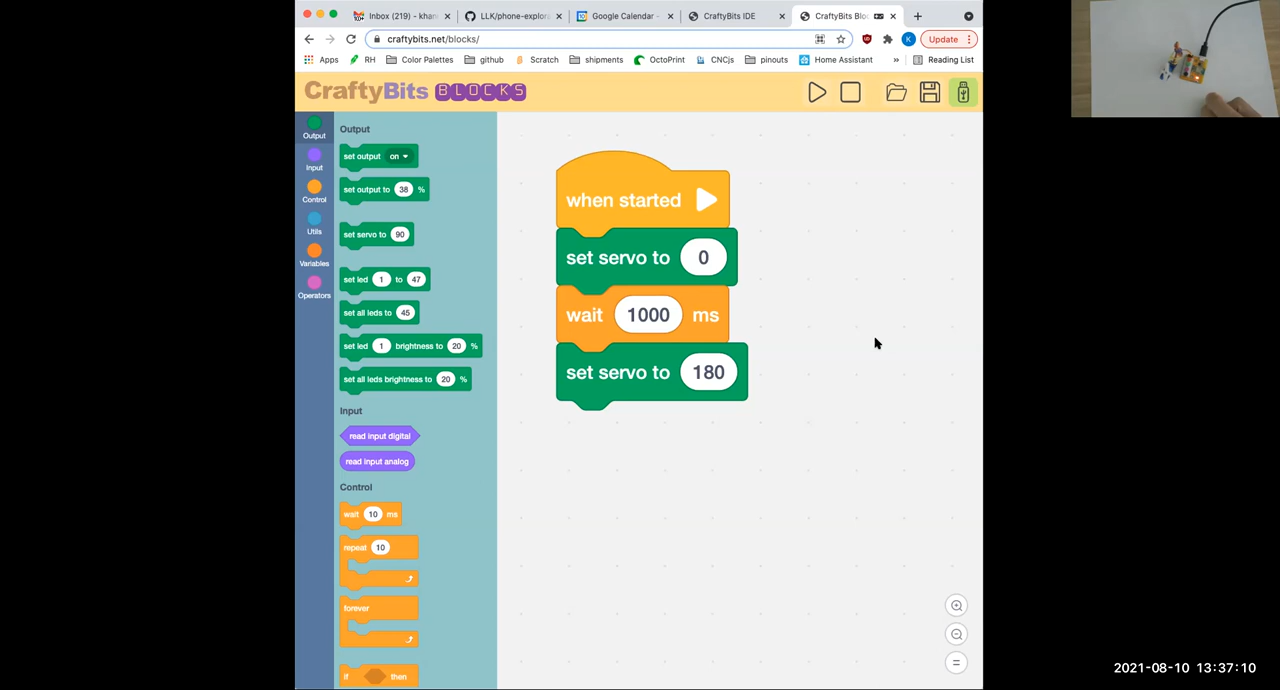 Inbox (219) - khan
LLK/phone-explora
Google Calendar -
CraftyBits IDE
CraftyBits Bloc
craftybits.net/blocks/
K
Update
Apps
RH
Color Palettes
github
Scratch
shipments
OctoPrint
CNCjs
pinouts
Home Assistant
»
Reading List
CraftyBits BLOCKS
Output
Input
Control
Utils
Variables
Operators
Output
set output on
set output to 38 %
set servo to 90
set led 1 to 47
set all leds to 45
set led 1 brightness to 20 %
set all leds brightness to 20 %
Input
read input digital
read input analog
Control
wait 10 ms
repeat 10
forever
if then
when started
set servo to 0
wait 1000 ms
set servo to 180
2021-08-10 13:37:10